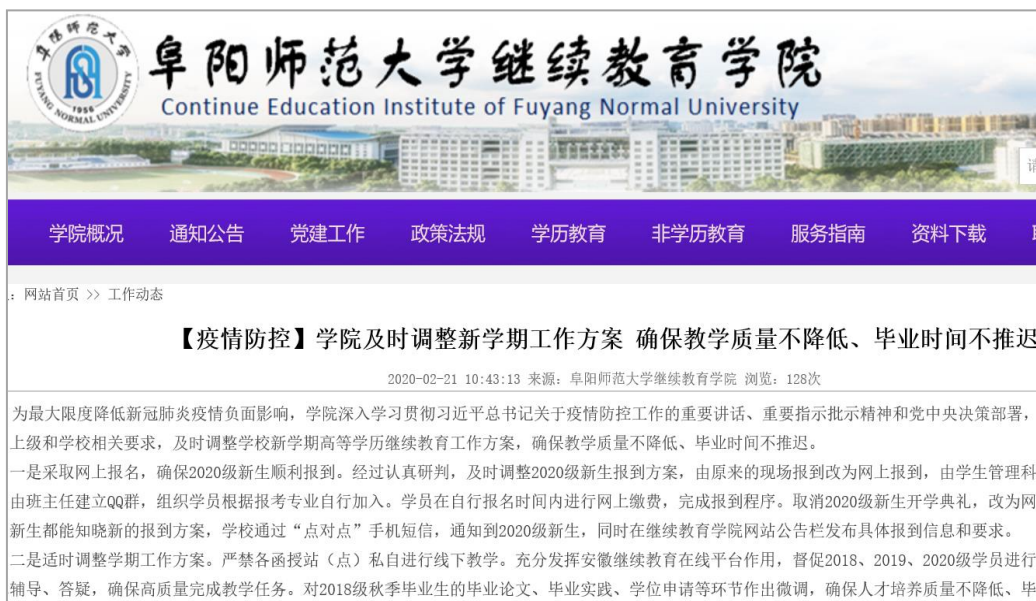 阜阳师范大学继续教育学院
Continue Education Institute of Fuyang Normal University
阜阳师范大学
FUYANG NORMAL UNIVERSITY
1956
学院概况 通知公告 党建工作 政策法规 学历教育 非学历教育 服务指南 资料下载
：网站首页 >> 工作动态
【疫情防控】学院及时调整新学期工作方案 确保教学质量不降低、毕业时间不推迟
2020-02-21 10:43:13 来源：阜阳师范大学继续教育学院 浏览：128次
为最大限度降低新冠肺炎疫情负面影响，学院深入学习贯彻习近平总书记关于疫情防控工作的重要讲话、重要指示批示精神和党中央决策部署，
上级和学校相关要求，及时调整学校新学期高等学历继续教育工作方案，确保教学质量不降低、毕业时间不推迟。
一是采取网上报名，确保2020级新生顺利报到。经过认真研判，及时调整2020级新生报到方案，由原来的现场报到改为网上报到，由学生管理科
由班主任建立QQ群，组织学员根据报考专业自行加入。学员在自行报名时间内进行网上缴费，完成报到程序。取消2020级新生开学典礼，改为网
新生都能知晓新的报到方案，学校通过“点对点”手机短信，通知到2020级新生，同时在继续教育学院网站公告栏发布具体报到信息和要求。
二是适时调整学期工作方案。严禁各函授站（点）私自进行线下教学。充分发挥安徽继续教育在线平台作用，督促2018、2019、2020级学员进行
辅导、答疑，确保高质量完成教学任务。对2018级秋季毕业生的毕业论文、毕业实践、学位申请等环节作出微调，确保人才培养质量不降低、毕